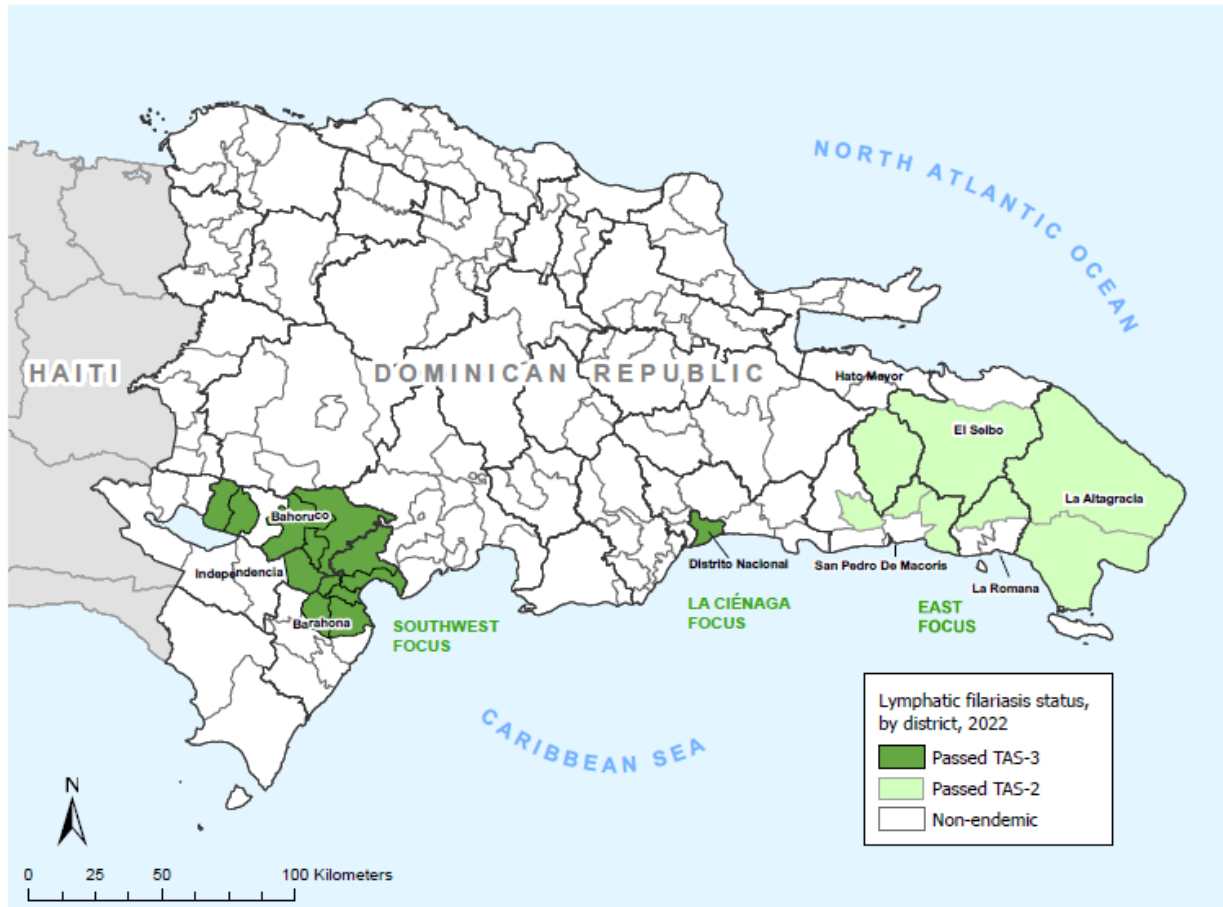 NORTH ATLANTIC OCEAN
HAITI
DOMINICAN REPUBLIC
Hato Mayor
El Seibo
La Altagracia
Bahoruco
Independencia
Barahona
Distrito Nacional
San Pedro De Macoris
La Romana
SOUTHWEST
FOCUS
LA CIÉNAGA
FOCUS
EAST
FOCUS
CARIBBEAN SEA
Lymphatic filariasis status,
by district, 2022
Passed TAS-3
Passed TAS-2
Non-endemic
N
0 25 50 100 Kilometers